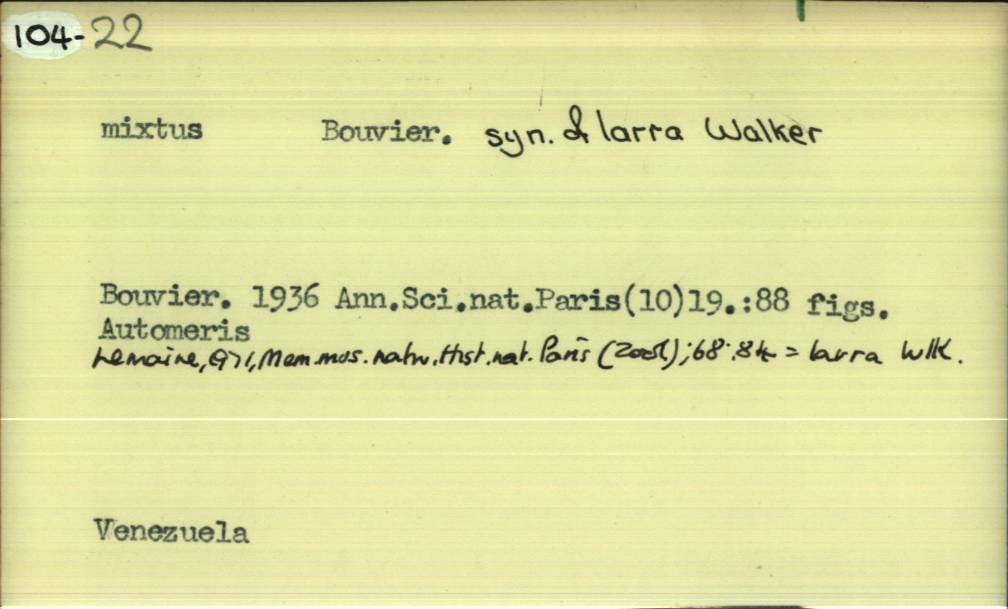 104-22
mixtus Bouvier. syn. of larra Walker
Bouvier. 1936 Ann.Sci.nat.Paris(10)19.:88 figs.
Automeris
Lemaire, 1971, Mem.mus.natn.Hist.nat. Paris (Zool); 68:84 = larra Wlk.
Venezuela